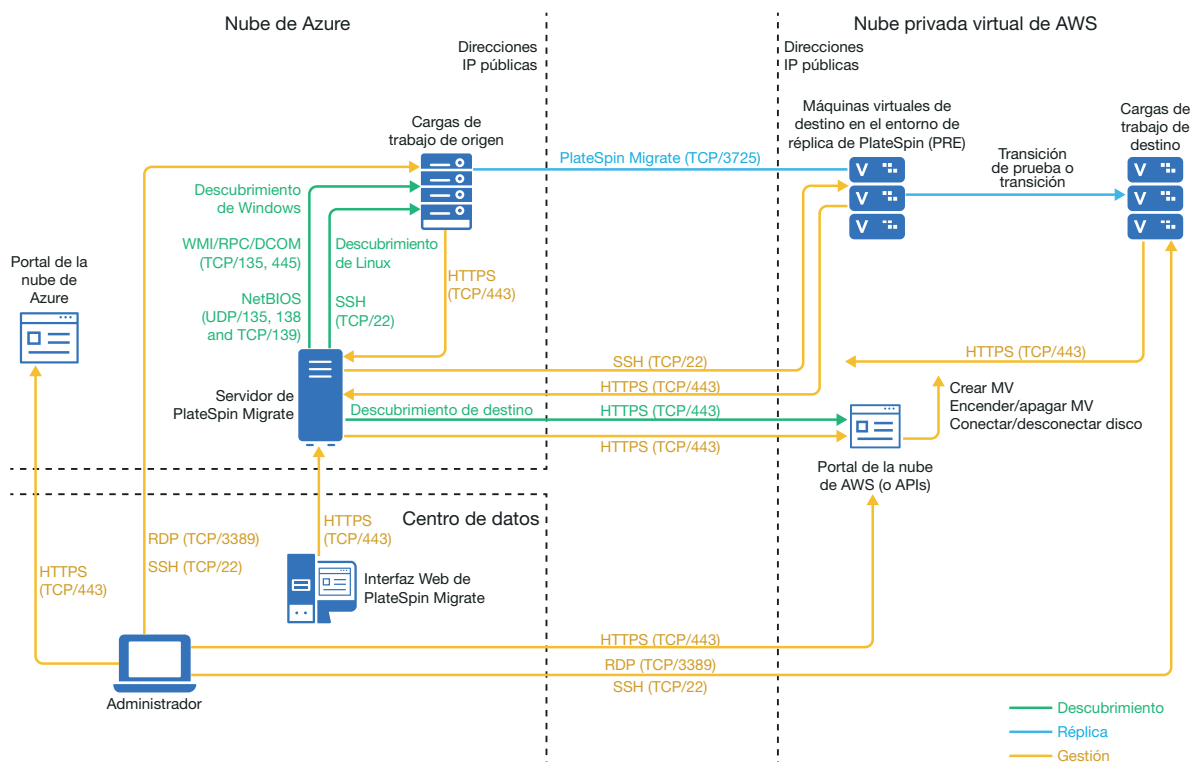 Nube de Azure
Nube privada virtual de AWS
Direcciones
IP públicas
Direcciones
IP públicas
Cargas de
trabajo de origen
Máquinas virtuales de
destino en el entorno de
réplica de PlateSpin (PRE)
Cargas de
trabajo de
destino
PlateSpin Migrate (TCP/3725)
Transición
de prueba o
transición
Descubrimiento
de Windows
WMI/RPC/DCOM
(TCP/135, 445)
Descubrimiento
de Linux
NetBIOS
(UDP/135, 138
and TCP/139)
SSH
(TCP/22)
HTTPS
(TCP/443)
Portal de la
nube de
Azure
V
V
V
V
V
V
Servidor de
PlateSpin Migrate
SSH (TCP/22)
HTTPS (TCP/443)
HTTPS (TCP/443)
Descubrimiento de destino
HTTPS (TCP/443)
HTTPS (TCP/443)
Crear MV
Encender/apagar MV
Conectar/desconectar disco
Portal de la nube
de AWS (o APIs)
Centro de datos
HTTPS
(TCP/443)
RDP (TCP/3389)
SSH (TCP/22)
HTTPS
(TCP/443)
Interfaz Web de
PlateSpin Migrate
HTTPS (TCP/443)
RDP (TCP/3389)
SSH (TCP/22)
Administrador
Descubrimiento
Réplica
Gestión